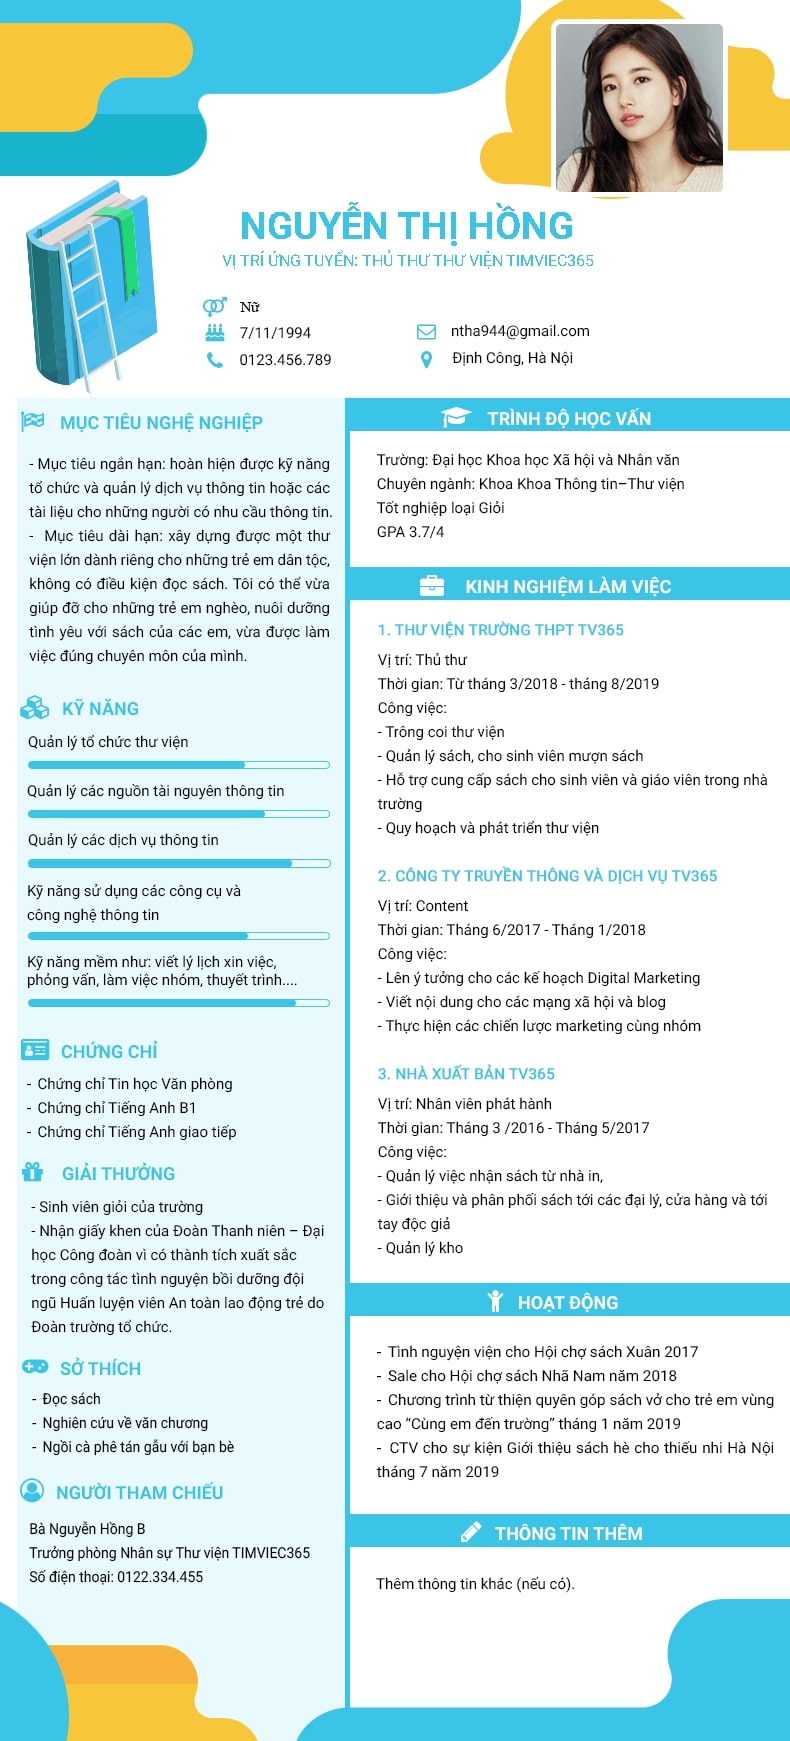 NGUYỄN THỊ HỒNG
VỊ TRÍ ỨNG TUYỂN: THỦ THƯ THƯ VIỆN TIMVIEC365
Nữ
7/11/1994
0123.456.789
ntha944@gmail.com
Định Công, Hà Nội
MỤC TIÊU NGHỆ NGHIỆP
- Mục tiêu ngắn hạn: hoàn hiện được kỹ năng
tổ chức và quản lý dịch vụ thông tin hoặc các
tài liệu cho những người có nhu cầu thông tin.
- Mục tiêu dài hạn: xây dựng được một thư
viện lớn dành riêng cho những trẻ em dân tộc,
không có điều kiện đọc sách. Tôi có thể vừa
giúp đỡ cho những trẻ em nghèo, nuôi dưỡng
tình yêu với sách của các em, vừa được làm
việc đúng chuyên môn của mình.
KỸ NĂNG
Quản lý tổ chức thư viện
Quản lý các nguồn tài nguyên thông tin
Quản lý các dịch vụ thông tin
Kỹ năng sử dụng các công cụ và
công nghệ thông tin
Kỹ năng mềm như: viết lý lịch xin việc,
phỏng vấn, làm việc nhóm, thuyết trình....
CHỨNG CHỈ
- Chứng chỉ Tin học Văn phòng
- Chứng chỉ Tiếng Anh B1
- Chứng chỉ Tiếng Anh giao tiếp
GIẢI THƯỞNG
- Sinh viên giỏi của trường
- Nhận giấy khen của Đoàn Thanh niên – Đại
học Công đoàn vì có thành tích xuất sắc
trong công tác tình nguyện bồi dưỡng đội
ngũ Huấn luyện viên An toàn lao động trẻ do
Đoàn trường tổ chức.
SỞ THÍCH
- Đọc sách
- Nghiên cứu về văn chương
- Ngồi cà phê tán gẫu với bạn bè
NGƯỜI THAM CHIẾU
Bà Nguyễn Hồng B
Trưởng phòng Nhân sự Thư viện TIMVIEC365
Số điện thoại: 0122.334.455
TRÌNH ĐỘ HỌC VẤN
Trường: Đại học Khoa học Xã hội và Nhân văn
Chuyên ngành: Khoa Khoa Thông tin–Thư viện
Tốt nghiệp loại Giỏi
GPA 3.7/4
KINH NGHIỆM LÀM VIỆC
1. THƯ VIỆN TRƯỜNG THPT TV365
Vị trí: Thủ thư
Thời gian: Từ tháng 3/2018 - tháng 8/2019
Công việc:
- Trông coi thư viện
- Quản lý sách, cho sinh viên mượn sách
- Hỗ trợ cung cấp sách cho sinh viên và giáo viên trong nhà
trường
- Quy hoạch và phát triển thư viện
2. CÔNG TY TRUYỀN THÔNG VÀ DỊCH VỤ TV365
Vị trí: Content
Thời gian: Tháng 6/2017 - Tháng 1/2018
Công việc:
- Lên ý tưởng cho các kế hoạch Digital Marketing
- Viết nội dung cho các mạng xã hội và blog
- Thực hiện các chiến lược marketing cùng nhóm
3. NHÀ XUẤT BẢN TV365
Vị trí: Nhân viên phát hành
Thời gian: Tháng 3 /2016 - Tháng 5/2017
Công việc:
- Quản lý việc nhận sách từ nhà in,
- Giới thiệu và phân phối sách tới các đại lý, cửa hàng và tới
tay độc giả
- Quản lý kho
HOẠT ĐỘNG
- Tình nguyện viện cho Hội chợ sách Xuân 2017
- Sale cho Hội chợ sách Nhã Nam năm 2018
- Chương trình từ thiện quyên góp sách vở cho trẻ em vùng
cao “Cùng em đến trường” tháng 1 năm 2019
- CTV cho sự kiện Giới thiệu sách hè cho thiếu nhi Hà Nội
tháng 7 năm 2019
THÔNG TIN THÊM
Thêm thông tin khác (nếu có).